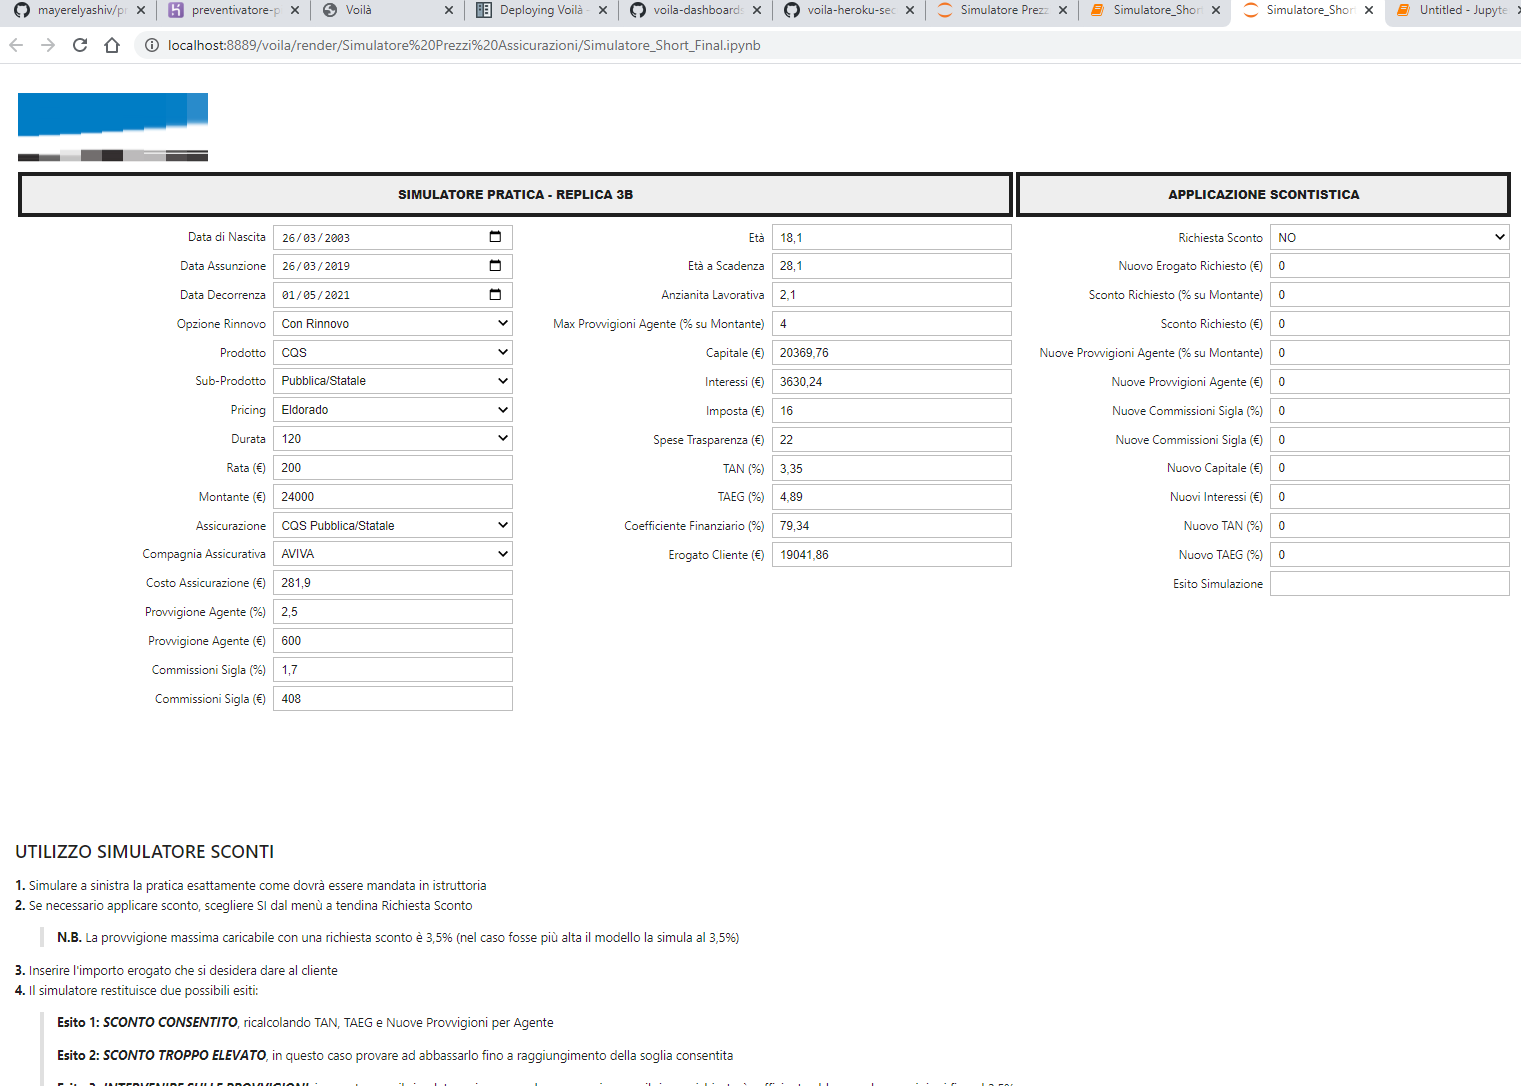 mayerelyashiv/p
preventivatore-p
Voilà
Deploying Voilà -
voila-dashboards
voila-heroku-sec
Simulatore Prezz
Simulatore_Shor
Simulatore_Shor
Untitled - Jupyte
localhost:8889/voila/render/Simulatore%20Prezzi%20Assicurazioni/Simulatore_Short_Final.ipynb
SIMULATORE PRATICA - REPLICA 3B
Data di Nascita 26/03/2003
Data Assunzione 26/03/2019
Data Decorrenza 01/05/2021
Opzione Rinnovo Con Rinnovo
Prodotto CQS
Sub-Prodotto Pubblica/Statale
Pricing Eldorado
Durata 120
Rata (€) 200
Montante (€) 24000
Assicurazione CQS Pubblica/Statale
Compagnia Assicurativa AVIVA
Costo Assicurazione (€) 281,9
Provvigione Agente (%) 2,5
Provvigione Agente (€) 600
Commissioni Sigla (%) 1,7
Commissioni Sigla (€) 408
Età 18,1
Età a Scadenza 28,1
Anzianita Lavorativa 2,1
Max Provvigioni Agente (% su Montante) 4
Capitale (€) 20369,76
Interessi (€) 3630,24
Imposta (€) 16
Spese Trasparenza (€) 22
TAN (%) 3,35
TAEG (%) 4,89
Coefficiente Finanziario (%) 79,34
Erogato Cliente (€) 19041,86
APPLICAZIONE SCONTISTICA
Richiesta Sconto NO
Nuovo Erogato Richiesto (€) 0
Sconto Richiesto (% su Montante) 0
Sconto Richiesto (€) 0
Nuove Provvigioni Agente (% su Montante) 0
Nuove Provvigioni Agente (€) 0
Nuove Commissioni Sigla (%) 0
Nuove Commissioni Sigla (€) 0
Nuovo Capitale (€) 0
Nuovi Interessi (€) 0
Nuovo TAN (%) 0
Nuovo TAEG (%) 0
Esito Simulazione
UTILIZZO SIMULATORE SCONTI
1. Simulare a sinistra la pratica esattamente come dovrà essere mandata in istruttoria
2. Se necessario applicare sconto, scegliere SI dal menù a tendina Richiesta Sconto
N.B. La provvigione massima caricabile con una richiesta sconto è 3,5% (nel caso fosse più alta il modello la simula al 3,5%)
3. Inserire l'importo erogato che si desidera dare al cliente
4. Il simulatore restituisce due possibili esiti:
Esito 1: SCONTO CONSENTITO, ricalcolando TAN, TAEG e Nuove Provvigioni per Agente
Esito 2: SCONTO TROPPO ELEVATO, in questo caso provare ad abbassarlo fino a raggiungimento della soglia consentita